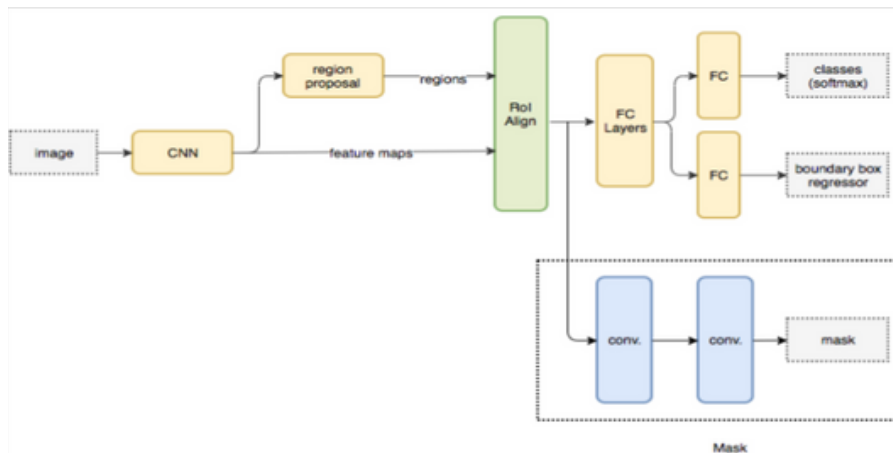 region
proposal
regions
RoI
Align
FC
Layers
FC
classes
(softmax)
image
CNN
feature maps
FC
boundary box
regressor
conv.
conv.
mask
Mask